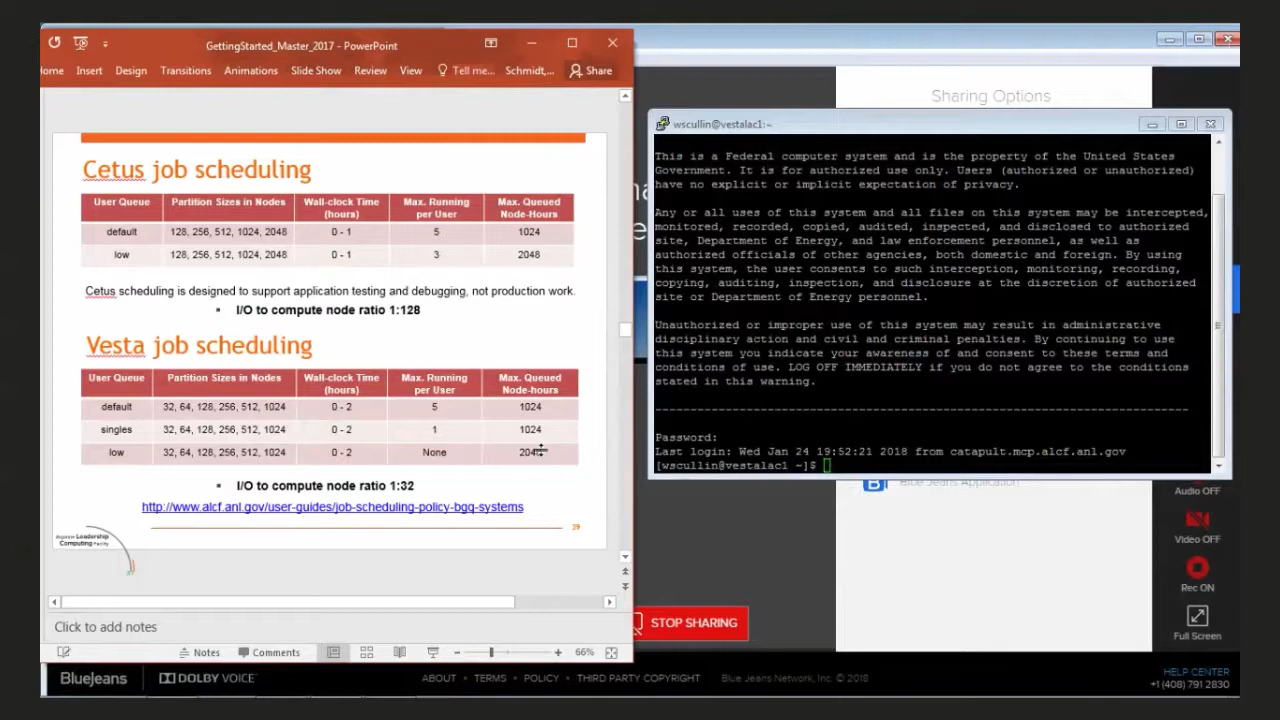 GettingStarted_Master_2017 - PowerPoint
ome Insert Design Transitions Animations Slide Show Review View Tell me... Schmidt,... Share
Cetus job scheduling
User Queue Partition Sizes in Nodes Wall-clock Time (hours) Max. Running per User Max. Queued Node-Hours
default 128, 256, 512, 1024, 2048 0 - 1 5 1024
low 128, 256, 512, 1024, 2048 0 - 1 3 2048
Cetus scheduling is designed to support application testing and debugging, not production work.
▪ I/O to compute node ratio 1:128
Vesta job scheduling
User Queue Partition Sizes in Nodes Wall-clock Time (hours) Max. Running per User Max. Queued Node-hours
default 32, 64, 128, 256, 512, 1024 0 - 2 5 1024
singles 32, 64, 128, 256, 512, 1024 0 - 2 1 1024
low 32, 64, 128, 256, 512, 1024 0 - 2 None
▪ I/O to compute node ratio 1:32
http://www.alcf.anl.gov/user-guides/job-scheduling-policy-bgq-systems
39
Argonne Leadership
Computing Facility
Click to add notes
Notes Comments 66%
Sharing Options
wscullin@vestalac1:~
This is a Federal computer system and is the property of the United States
Government. It is for authorized use only. Users (authorized or unauthorized)
have no explicit or implicit expectation of privacy.
Any or all uses of this system and all files on this system may be intercepted,
monitored, recorded, copied, audited, inspected, and disclosed to authorized
site, Department of Energy, and law enforcement personnel, as well as
authorized officials of other agencies, both domestic and foreign. By using
this system, the user consents to such interception, monitoring, recording,
copying, auditing, inspection, and disclosure at the discretion of authorized
site or Department of Energy personnel.
Unauthorized or improper use of this system may result in administrative
disciplinary action and civil and criminal penalties. By continuing to use
this system you indicate your awareness of and consent to these terms and
conditions of use. LOG OFF IMMEDIATELY if you do not agree to the conditions
stated in this warning.
--------------------------------------------------------------------------------
Password:
Last login: Wed Jan 24 19:52:21 2018 from catapult.mcp.alcf.anl.gov
[wscullin@vestalac1 ~]$
Blue Jeans Application
Audio OFF
Video OFF
Rec ON
Full Screen
STOP SHARING
BlueJeans DOLBY VOICE ABOUT • TERMS • POLICY • THIRD PARTY COPYRIGHT Blue Jeans Network, Inc. © 2018
HELP CENTER
+1 (408) 791 2830